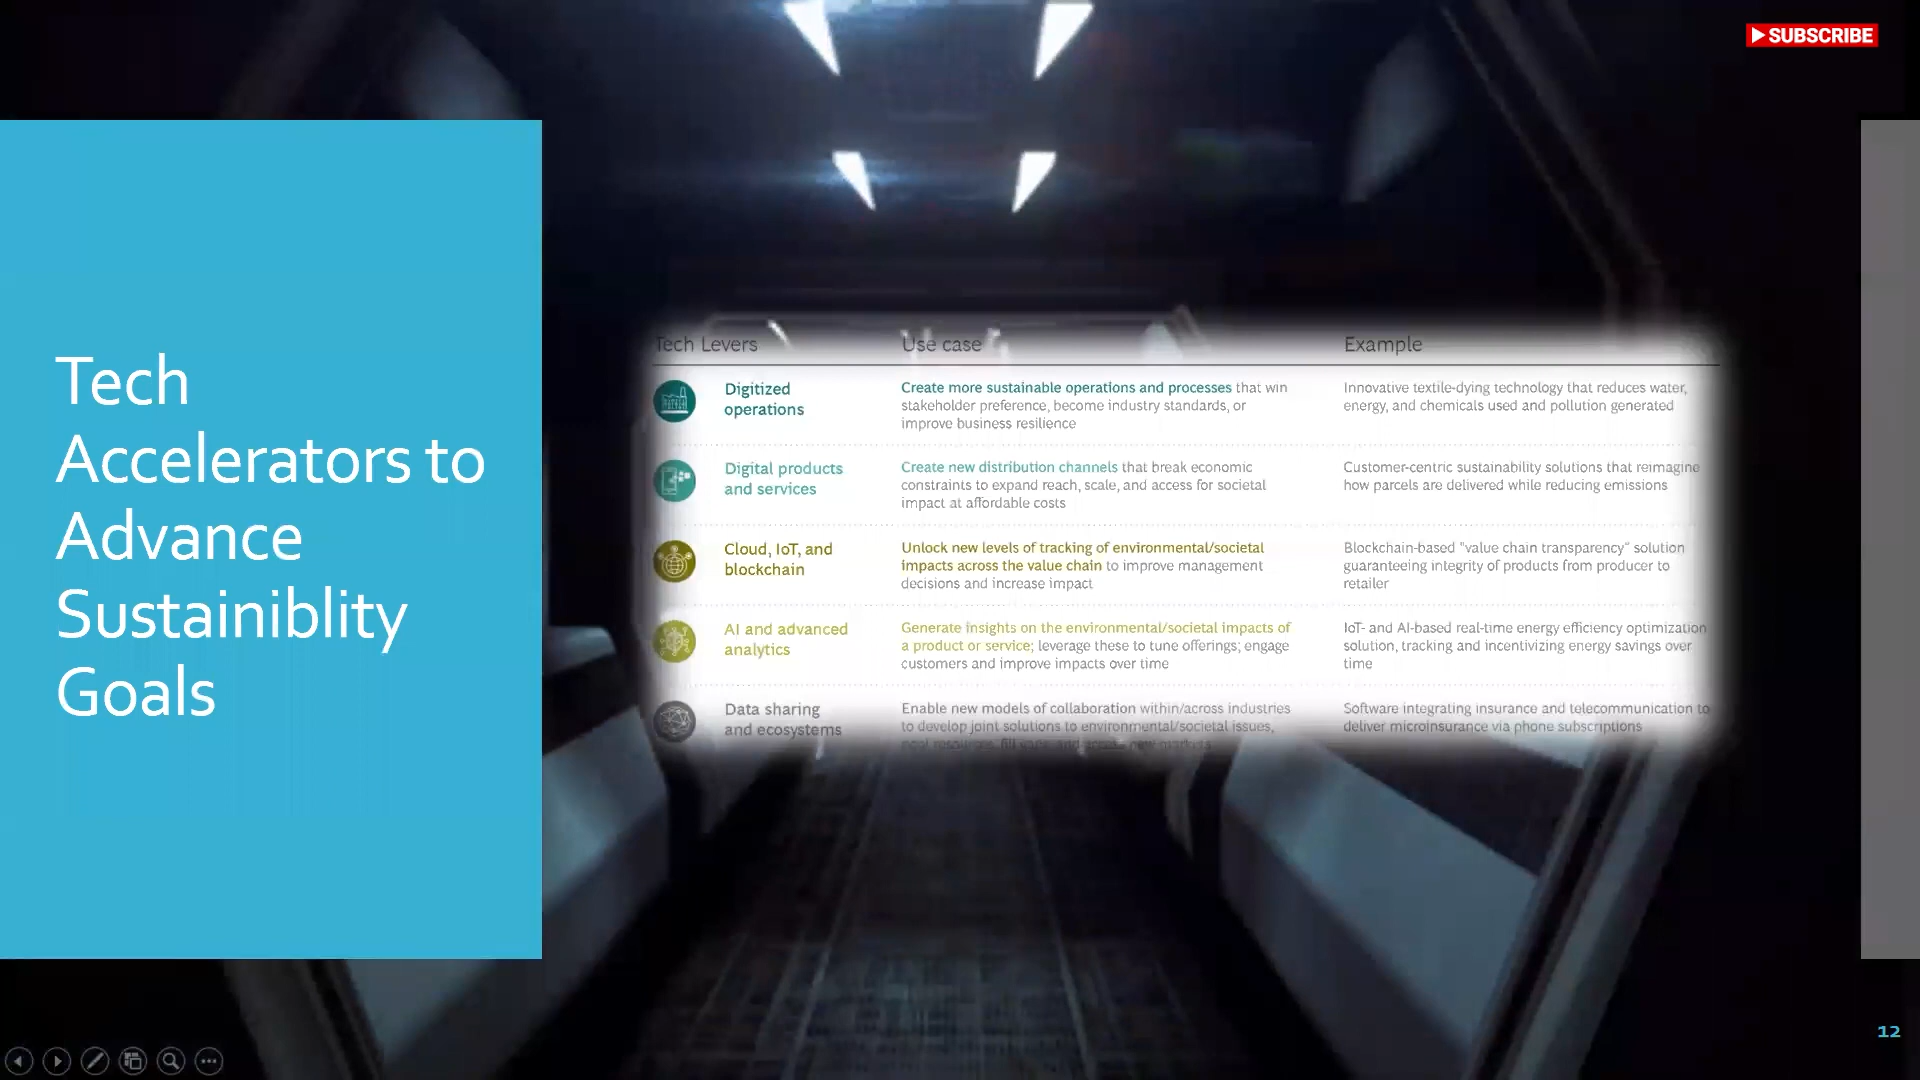 SUBSCRIBE
Tech
Accelerators to
Advance
Sustainiblity
Goals
Tech Levers Use case Example
Digitized
operations
Create more sustainable operations and processes that win
stakeholder preference, become industry standards, or
improve business resilience
Innovative textile-dying technology that reduces water,
energy, and chemicals used and pollution generated
Digital products
and services
Create new distribution channels that break economic
constraints to expand reach, scale, and access for societal
impact at affordable costs
Customer-centric sustainability solutions that reimagine
how parcels are delivered while reducing emissions
Cloud, IoT, and
blockchain
Unlock new levels of tracking of environmental/societal
impacts across the value chain to improve management
decisions and increase impact
Blockchain-based "value chain transparency" solution
guaranteeing integrity of products from producer to
retailer
AI and advanced
analytics
Generate insights on the environmental/societal impacts of
a product or service; leverage these to tune offerings; engage
customers and improve impacts over time
IoT- and AI-based real-time energy efficiency optimization
solution, tracking and incentivizing energy savings over
time
Data sharing
and ecosystems
Enable new models of collaboration within/across industries
to develop joint solutions to environmental/societal issues,
pool resources, fill gaps, and access new markets
Software integrating insurance and telecommunication to
deliver microinsurance via phone subscriptions
12